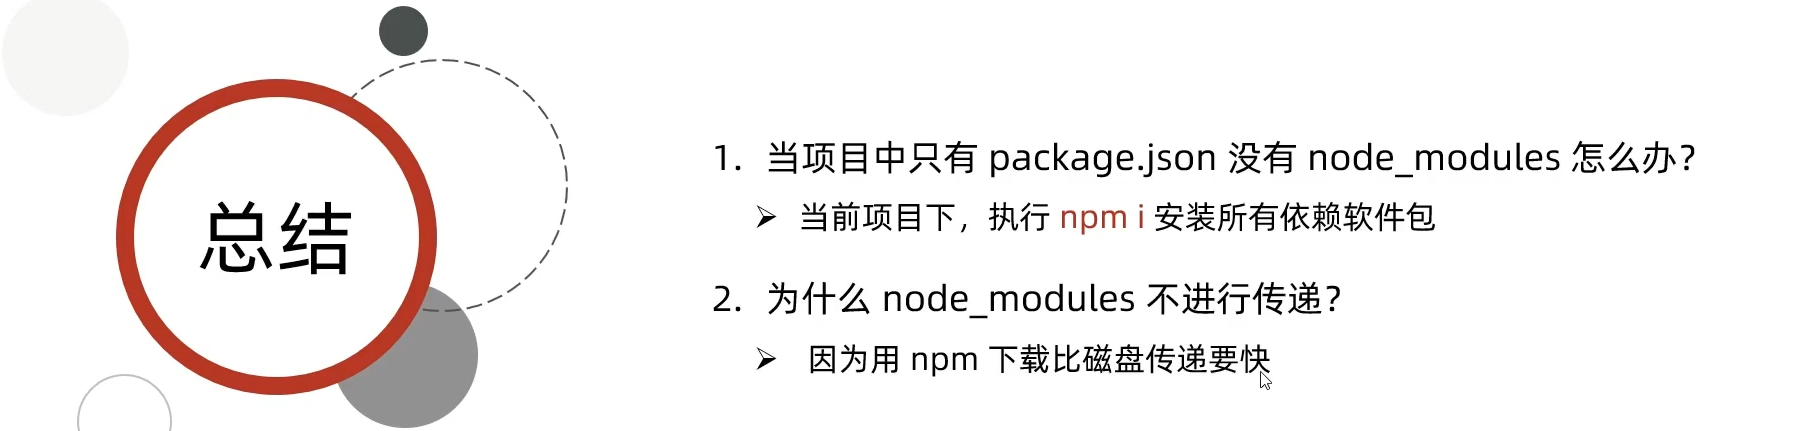 总结
1. 当项目中只有 package.json 没有 node_modules 怎么办？
➢ 当前项目下，执行 npm i 安装所有依赖软件包
2. 为什么 node_modules 不进行传递？
➢ 因为用 npm 下载比磁盘传递要快